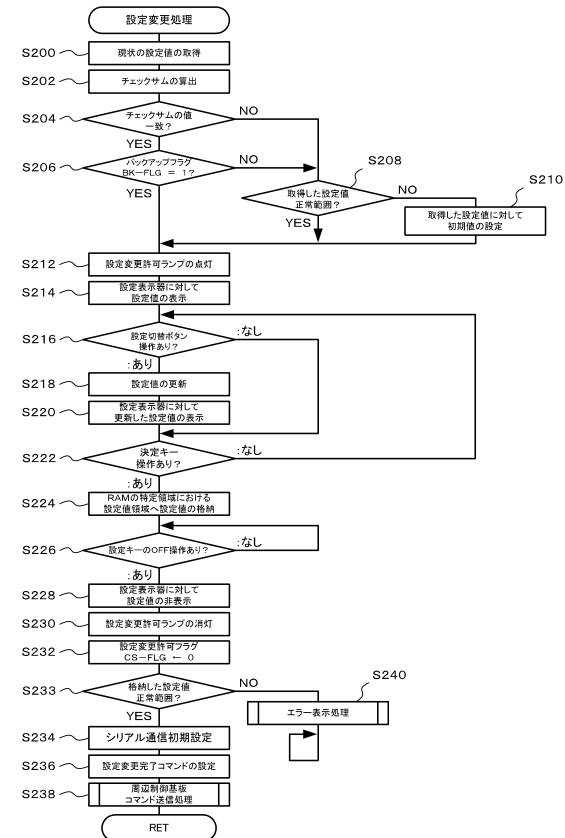 設定変更処理
S200
現状の設定値の取得
S202
チェックサムの算出
S204
チェックサムの値
一致？
NO
YES
S206
バックアップフラグ
BK-FLG = 1？
NO
YES
S208
取得した設定値
正常範囲？
NO
YES
S210
取得した設定値に対して
初期値の設定
S212
設定変更許可ランプの点灯
S214
設定表示器に対して
設定値の表示
S216
設定切替ボタン
操作あり？
:なし
:あり
S218
設定値の更新
S220
設定表示器に対して
更新した設定値の表示
S222
決定キー
操作あり？
:なし
:あり
S224
RAMの特定領域における
設定値領域へ設定値の格納
S226
設定キーのOFF操作あり？
:なし
:あり
S228
設定表示器に対して
設定値の非表示
S230
設定変更許可ランプの消灯
S232
設定変更許可フラグ
CS-FLG ← 0
S233
格納した設定値
正常範囲？
NO
YES
S240
エラー表示処理
S234
シリアル通信初期設定
S236
設定変更完了コマンドの設定
S238
周辺制御基板
コマンド送信処理
RET